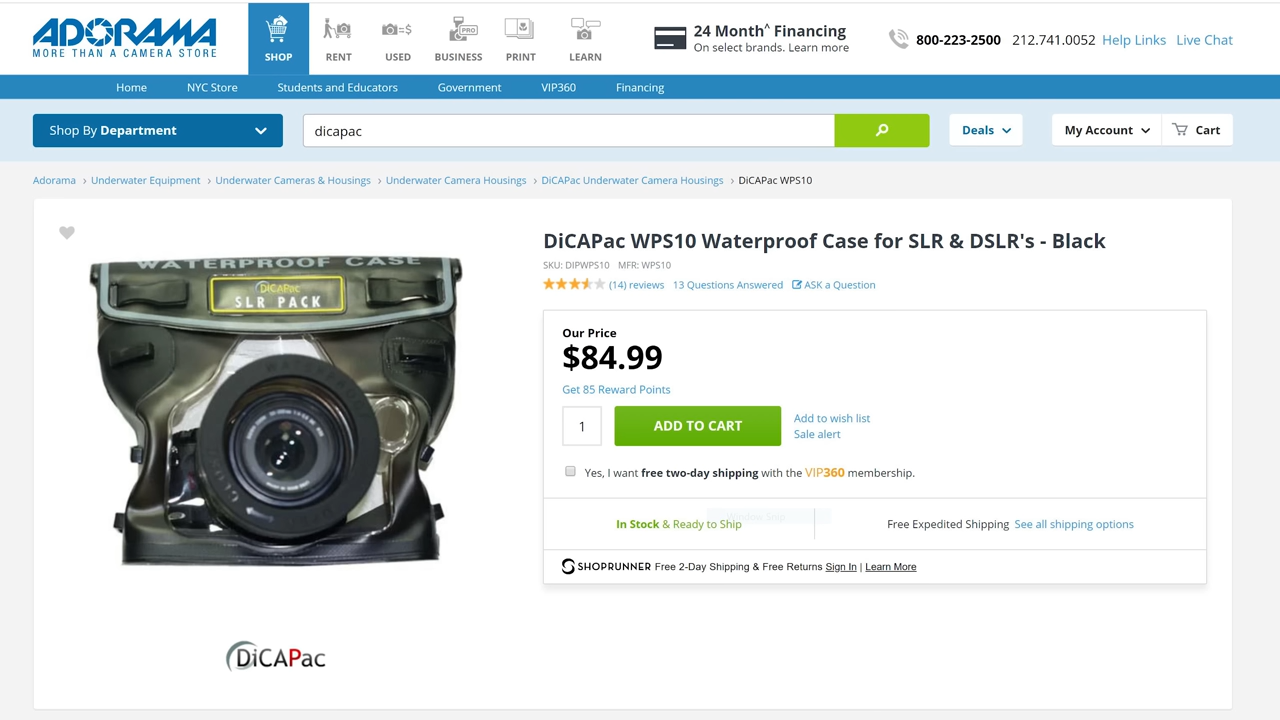 ADORAMA
MORE THAN A CAMERA STORE
SHOP
RENT
USED
PRO
BUSINESS
PRINT
LEARN
24 Month^ Financing
On select brands. Learn more
800-223-2500 212.741.0052 Help Links Live Chat
Home NYC Store Students and Educators Government VIP360 Financing
Shop By Department
dicapac
Deals
My Account
Cart
Adorama › Underwater Equipment › Underwater Cameras & Housings › Underwater Camera Housings › DiCAPac Underwater Camera Housings › DiCAPac WPS10
WATERPROOF CASE
DiCAPac
SLR PACK
DiCAPac
DiCAPac WPS10 Waterproof Case for SLR & DSLR's - Black
SKU: DIPWPS10 MFR: WPS10
(14) reviews 13 Questions Answered ASK a Question
Our Price
$84.99
Get 85 Reward Points
1
ADD TO CART
Add to wish list
Sale alert
Yes, I want free two-day shipping with the VIP360 membership.
In Stock & Ready to Ship
Free Expedited Shipping See all shipping options
SHOPRUNNER Free 2-Day Shipping & Free Returns Sign In | Learn More